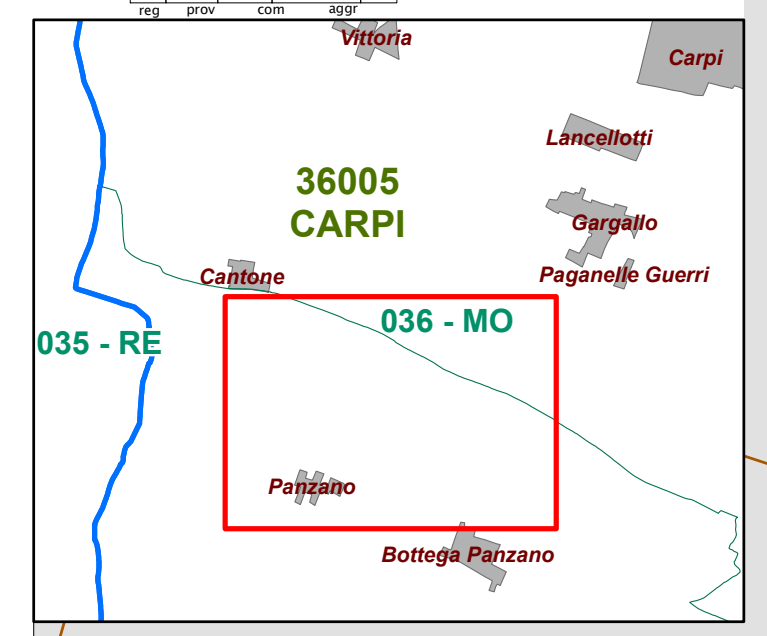 reg prov com aggr
Vittoria
Carpi
Lancellotti
36005
CARPI
Gargallo
Cantone
Paganelle Guerri
036 - MO
035 - RE
Panzano
Bottega Panzano